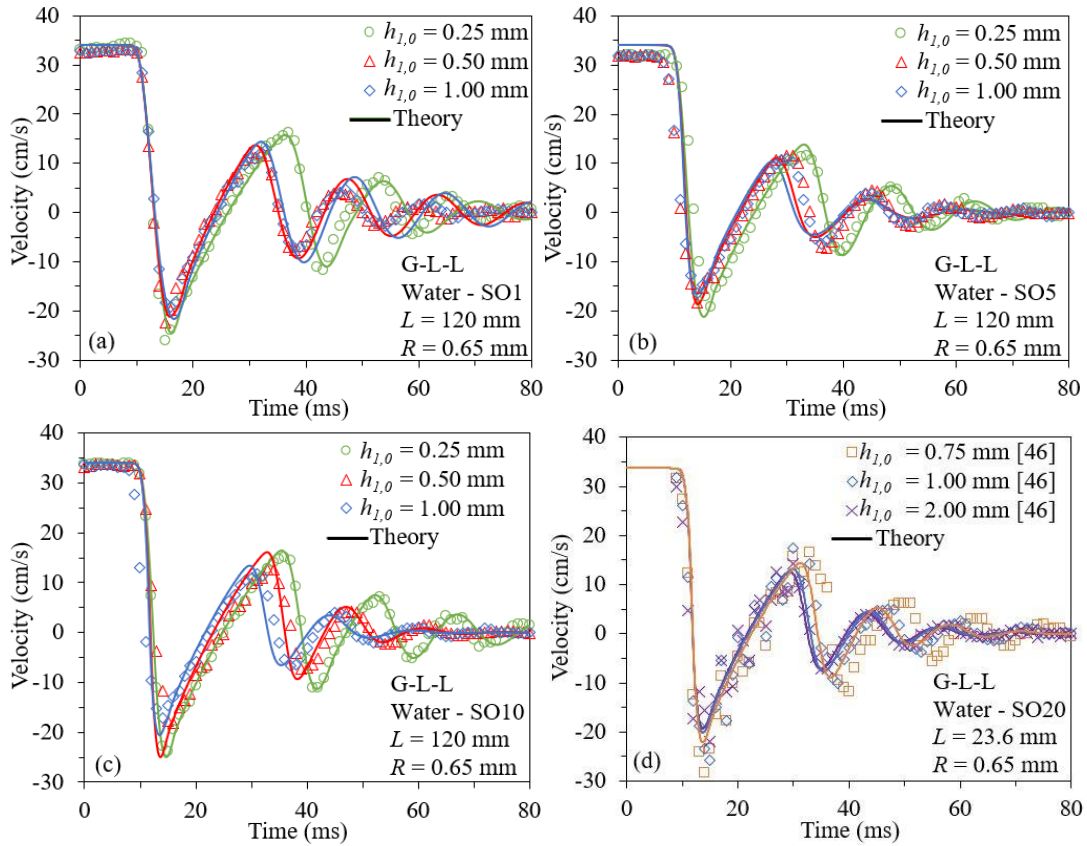 40
30
20
10
0
-10
-20
-30
Velocity (cm/s)
h1,0 = 0.25 mm
h1,0 = 0.50 mm
h1,0 = 1.00 mm
Theory
G-L-L
Water - SO1
L = 120 mm
R = 0.65 mm
(a)
0 20 40 60 80
Time (ms)
40
30
20
10
0
-10
-20
-30
Velocity (cm/s)
h1,0 = 0.25 mm
h1,0 = 0.50 mm
h1,0 = 1.00 mm
Theory
G-L-L
Water - SO5
L = 120 mm
R = 0.65 mm
(b)
0 20 40 60 80
Time (ms)
40
30
20
10
0
-10
-20
-30
Velocity (cm/s)
h1,0 = 0.25 mm
h1,0 = 0.50 mm
h1,0 = 1.00 mm
Theory
G-L-L
Water - SO10
L = 120 mm
R = 0.65 mm
(c)
0 20 40 60 80
Time (ms)
40
30
20
10
0
-10
-20
-30
Velocity (cm/s)
h1,0 = 0.75 mm [46]
h1,0 = 1.00 mm [46]
h1,0 = 2.00 mm [46]
Theory
G-L-L
Water - SO20
L = 23.6 mm
R = 0.65 mm
(d)
0 20 40 60 80
Time (ms)